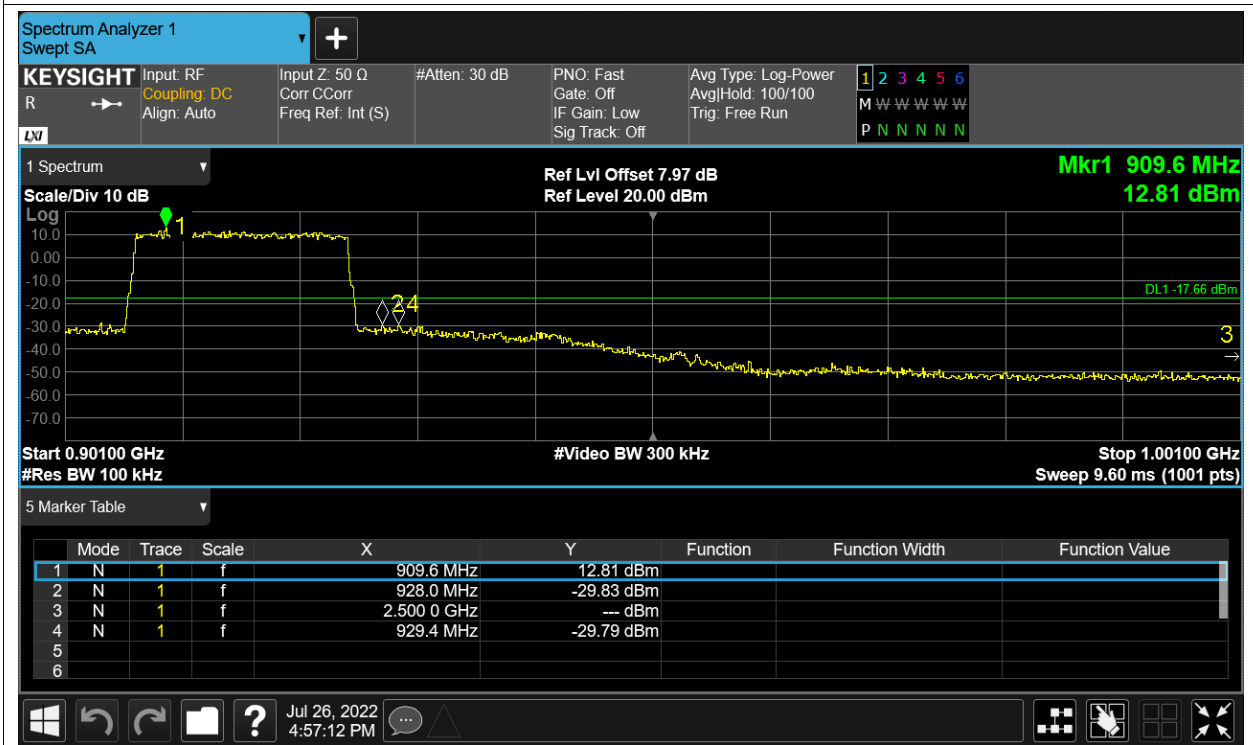 Spectrum Analyzer 1
Swept SA
+
KEYSIGHT Input: RF Input Z: 50 Ω #Atten: 30 dB PNO: Fast Avg Type: Log-Power 1 2 3 4 5 6
R Coupling: DC Corr CCorr Gate: Off Avg|Hold: 100/100 M W W W W W W
Align: Auto Freq Ref: Int (S) IF Gain: Low Trig: Free Run
LXI Sig Track: Off P N N N N N N
1 Spectrum Ref Lvl Offset 7.97 dB Mkr1 909.6 MHz
Scale/Div 10 dB Ref Level 20.00 dBm 12.81 dBm
Log
1
10.0
0.00
-10.0
DL1 -17.66 dBm
-20.0
24
-30.0
3
-40.0
-50.0
-60.0
-70.0
Start 0.90100 GHz #Video BW 300 kHz Stop 1.00100 GHz
#Res BW 100 kHz Sweep 9.60 ms (1001 pts)
5 Marker Table
Mode Trace Scale X Y Function Function Width Function Value
1 N 1 f 909.6 MHz 12.81 dBm
2 N 1 f 928.0 MHz -29.83 dBm
3 N 1 f 2.500 0 GHz --- dBm
4 N 1 f 929.4 MHz -29.79 dBm
5
6
? Jul 26, 2022
4:57:12 PM